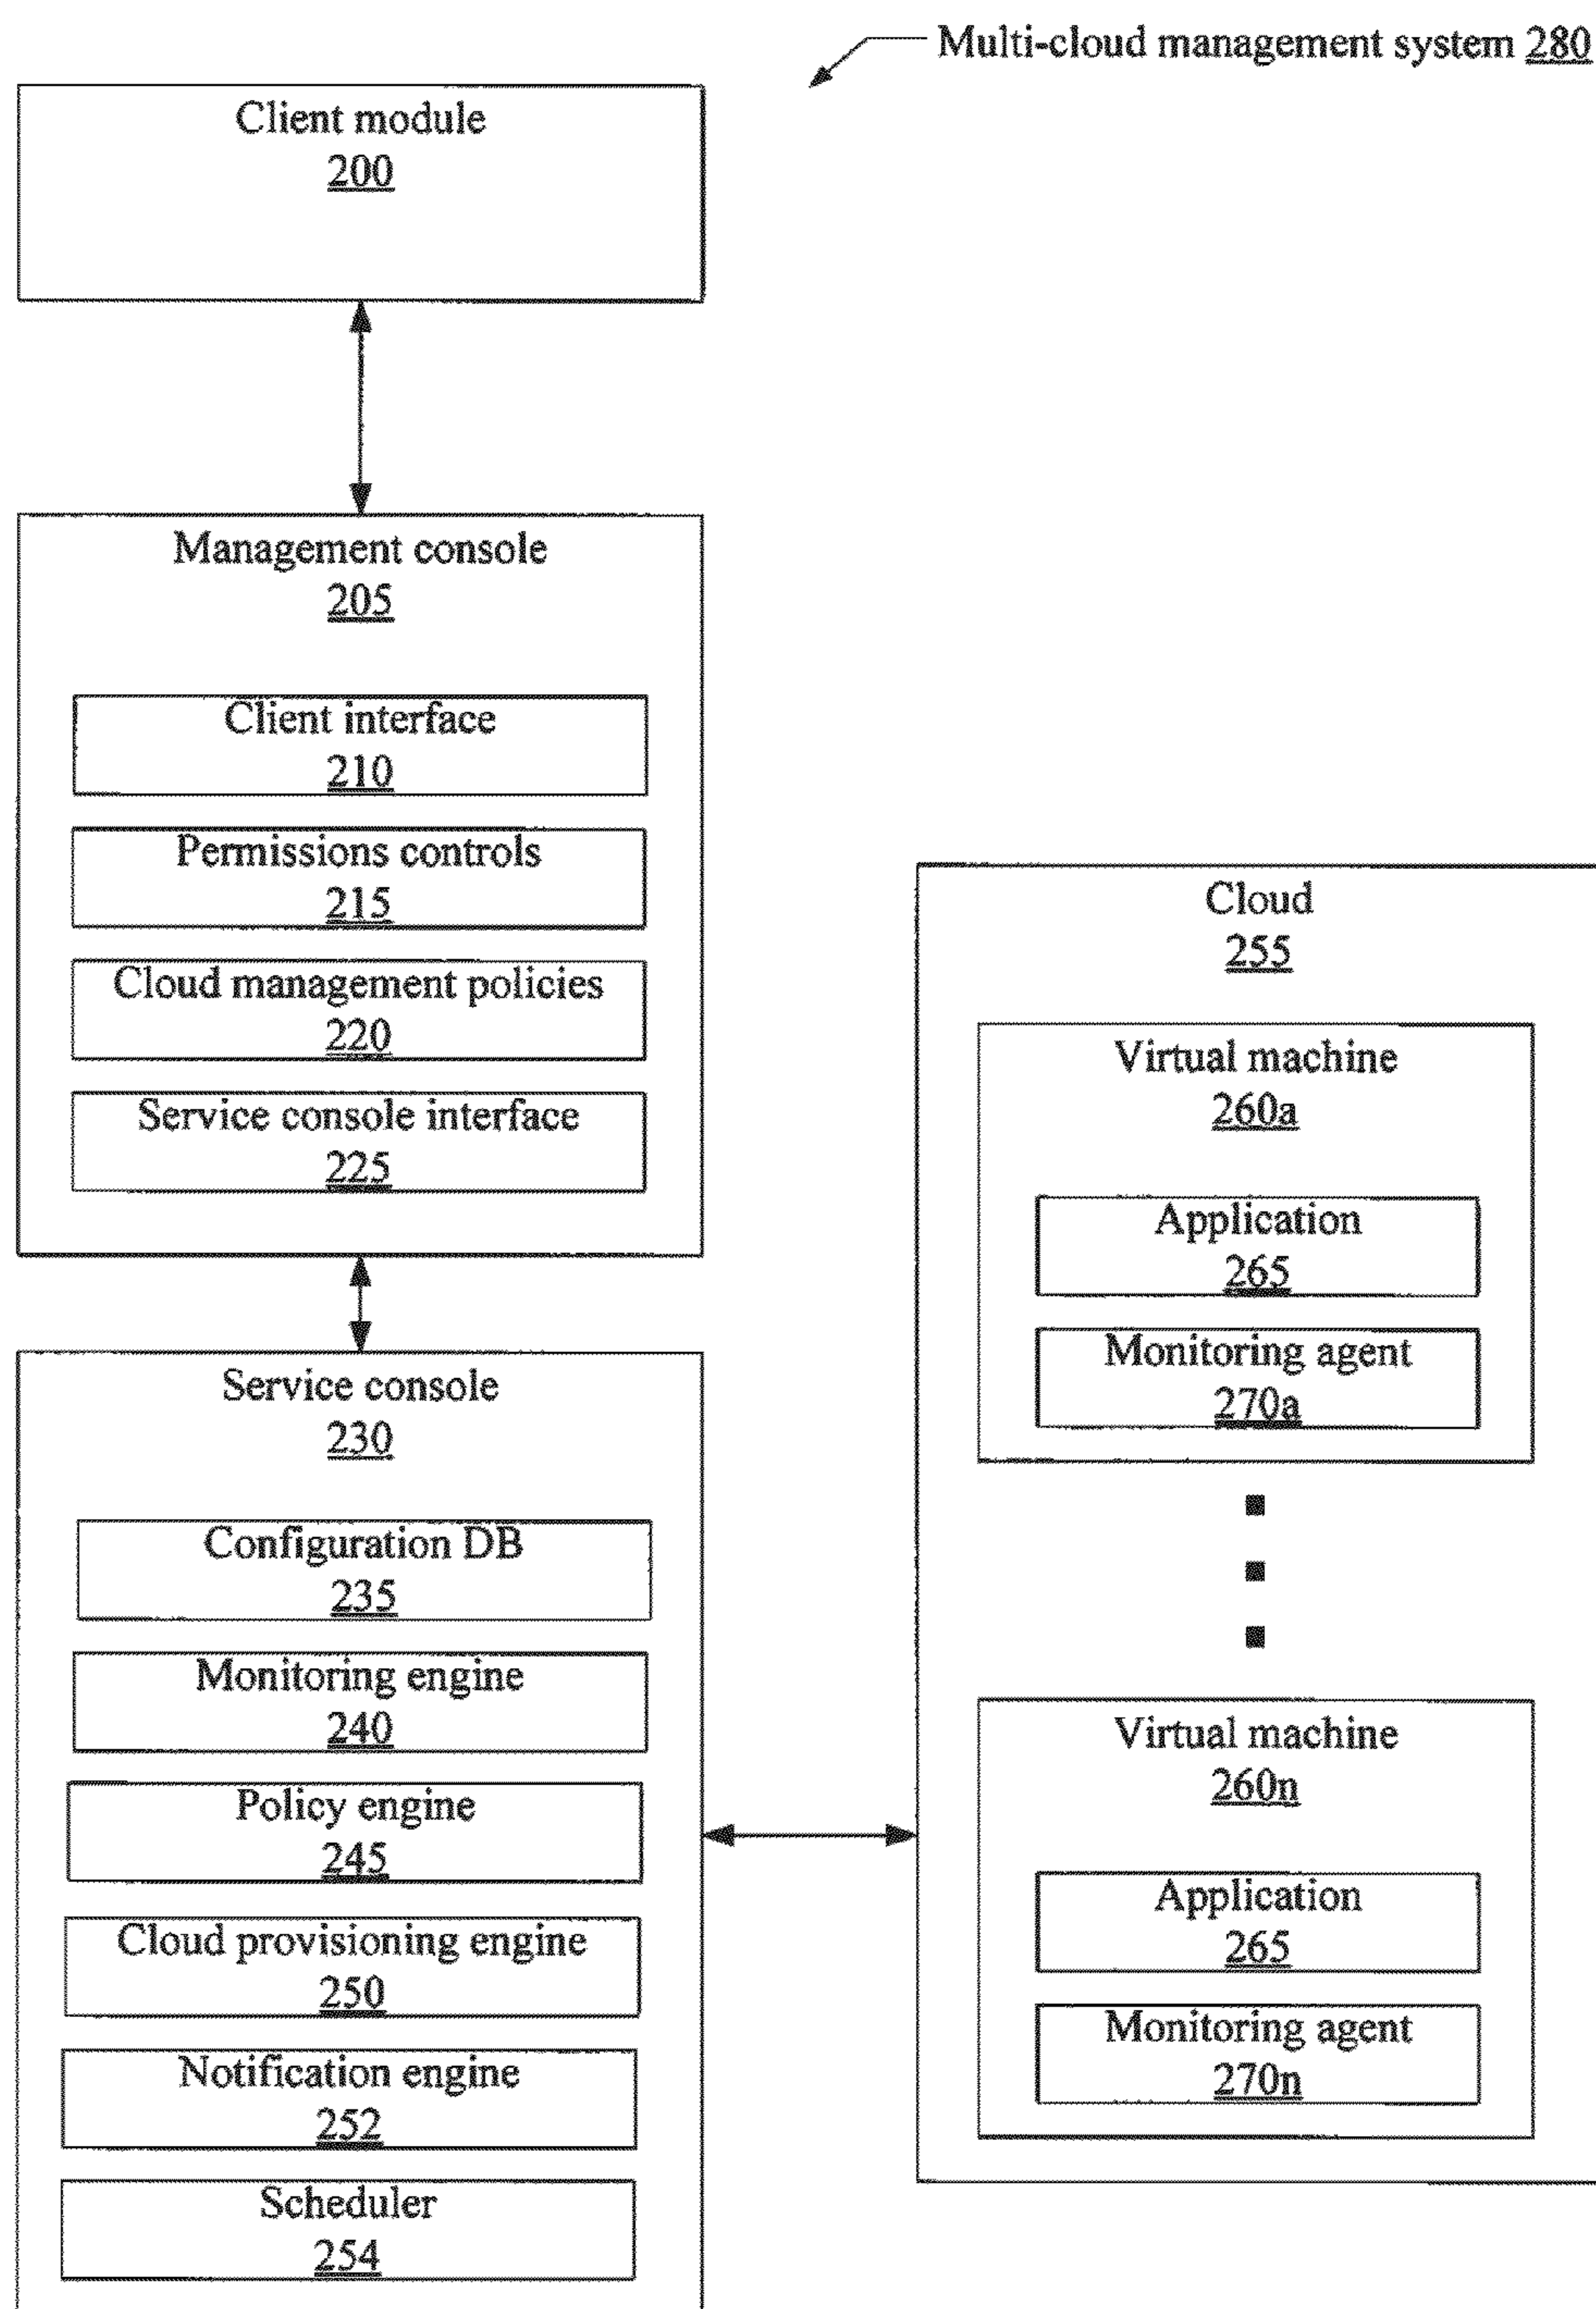 Multi-cloud management system 280
Client module
200
Management console
205
Client interface
210
Permissions controls
215
Cloud management policies
220
Service console interface
225
Service console
230
Configuration DB
235
Monitoring engine
240
Policy engine
245
Cloud provisioning engine
250
Notification engine
252
Scheduler
254
Cloud
255
Virtual machine
260a
Application
265
Monitoring agent
270a
Virtual machine
260n
Application
265
Monitoring agent
270n